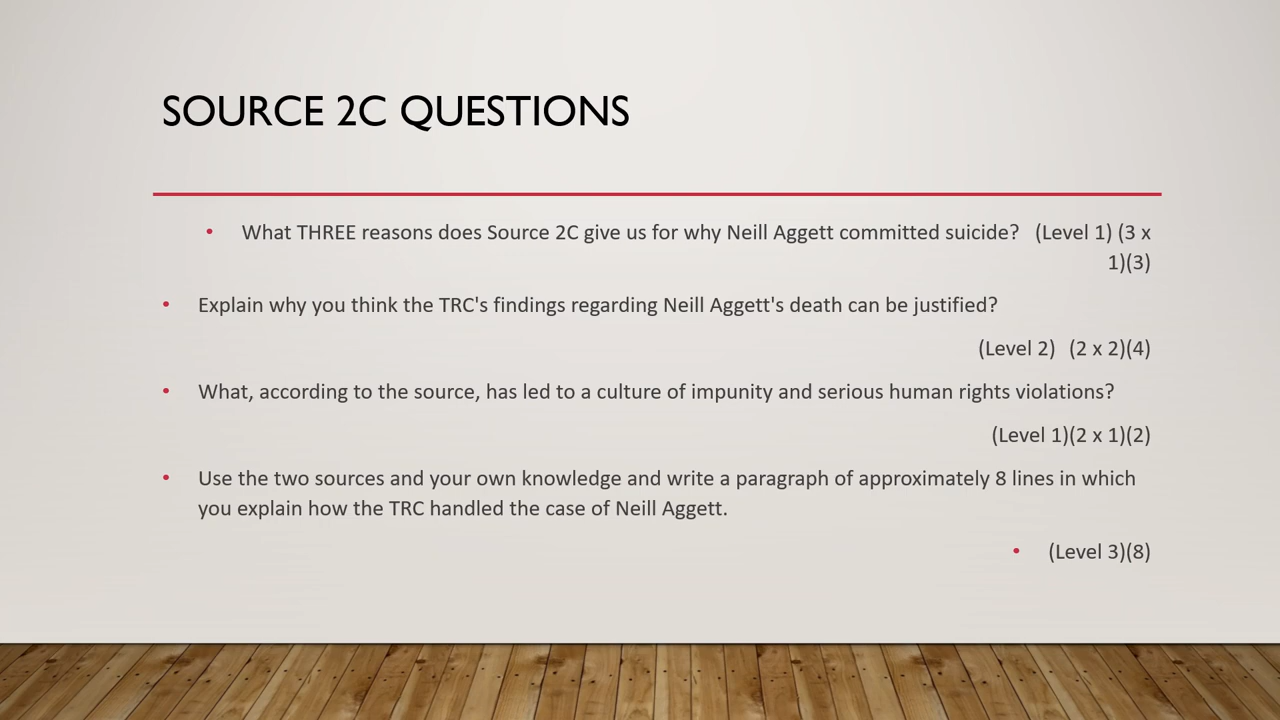 SOURCE 2C QUESTIONS
• What THREE reasons does Source 2C give us for why Neill Aggett committed suicide? (Level 1) (3 x
1)(3)
• Explain why you think the TRC's findings regarding Neill Aggett's death can be justified?
(Level 2) (2 x 2)(4)
• What, according to the source, has led to a culture of impunity and serious human rights violations?
(Level 1)(2 x 1)(2)
• Use the two sources and your own knowledge and write a paragraph of approximately 8 lines in which
you explain how the TRC handled the case of Neill Aggett.
• (Level 3)(8)